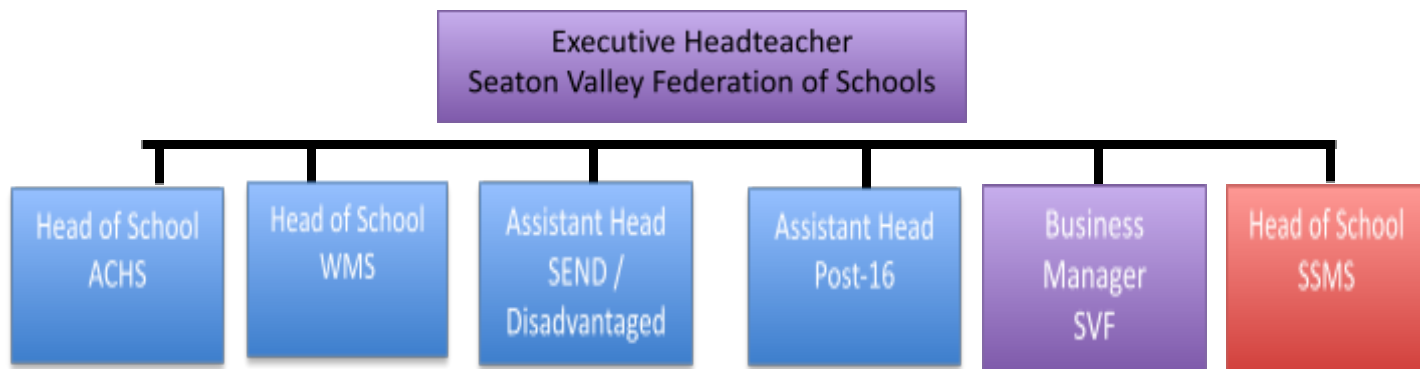 Executive Headteacher
Seaton Valley Federation of Schools
Head of School
ACHS
Head of School
WMS
Assistant Head
SEND /
Disadvantaged
Assistant Head
Post-16
Business
Manager
SVF
Head of School
SSMS